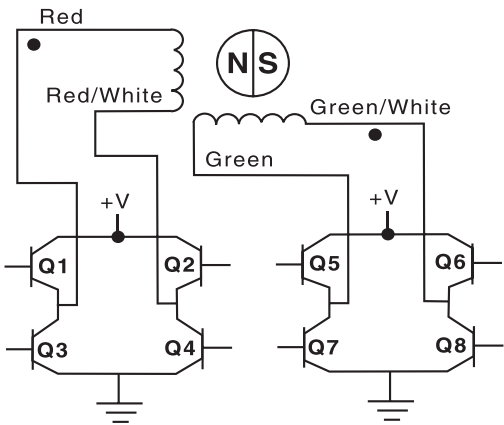 Red
N S
Red/White
Green/White
Green
+V
+V
Q1
Q2
Q5
Q6
Q3
Q4
Q7
Q8